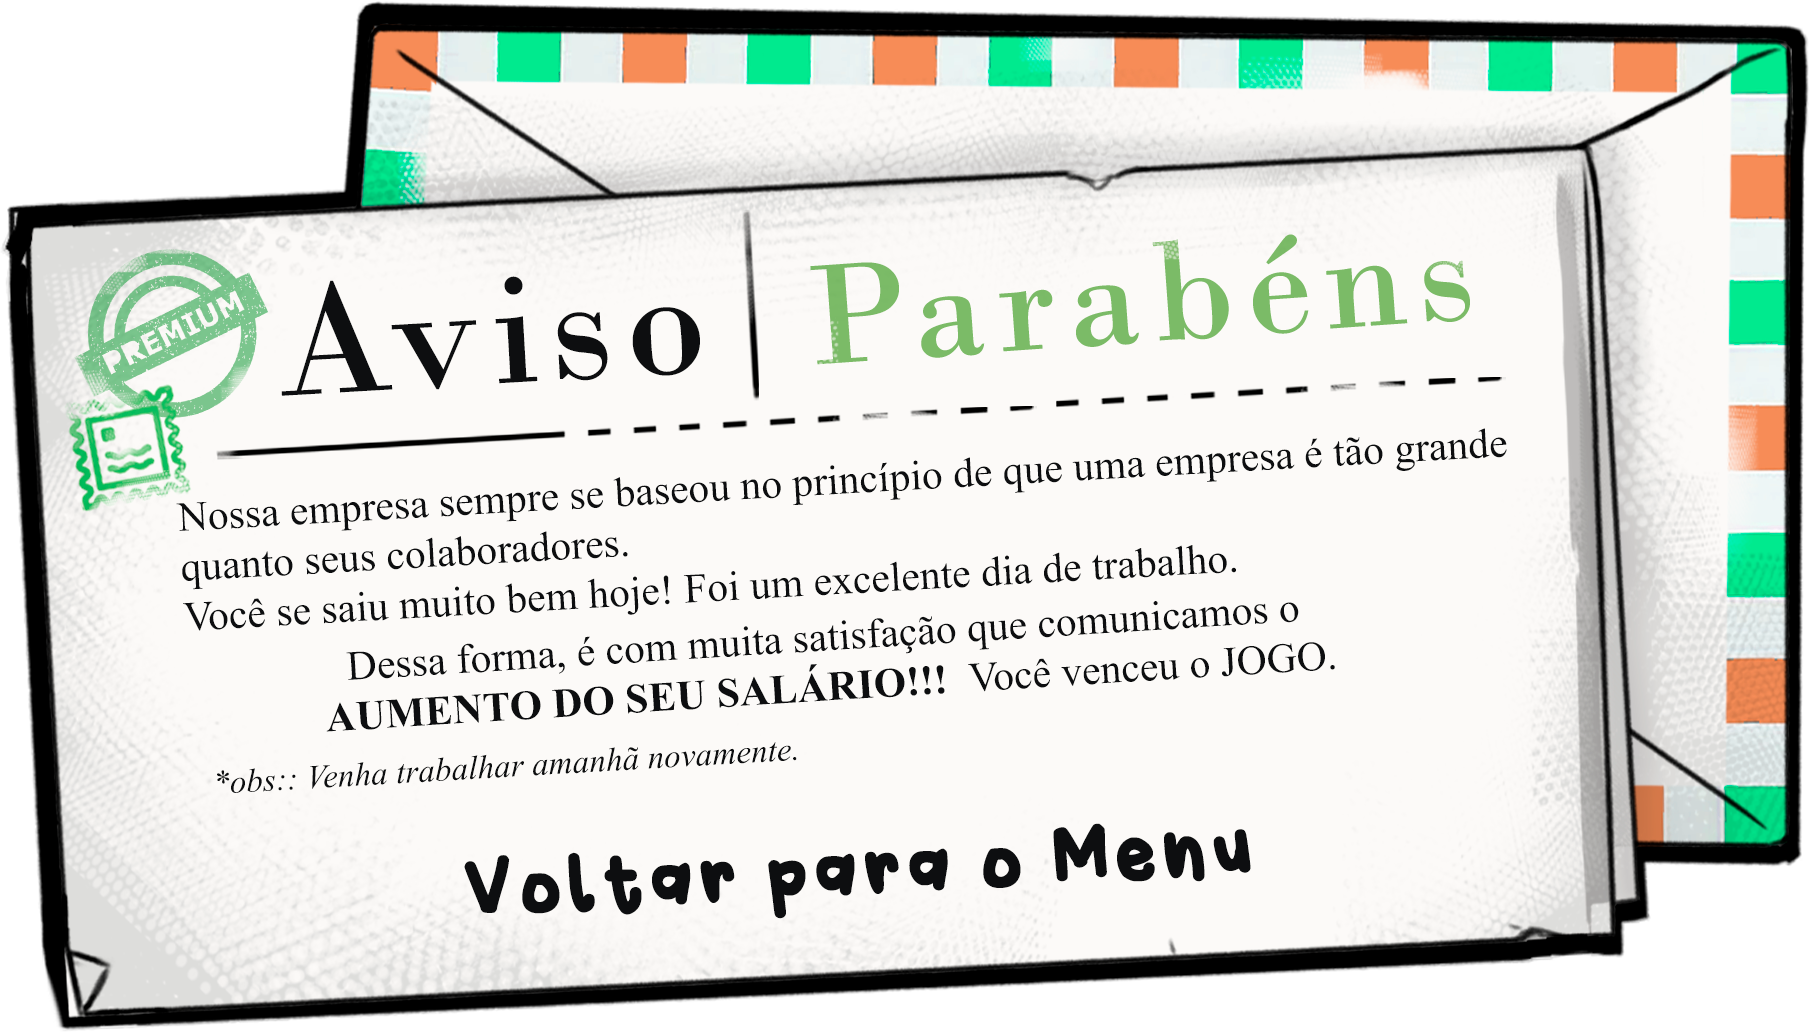 PREMIUM
Aviso | Parabéns
Nossa empresa sempre se baseou no princípio de que uma empresa é tão grande
quanto seus colaboradores.
Você se saiu muito bem hoje! Foi um excelente dia de trabalho.
Dessa forma, é com muita satisfação que comunicamos o
AUMENTO DO SEU SALÁRIO!!! Você venceu o JOGO.
*obs:: Venha trabalhar amanhã novamente.
Voltar para o Menu